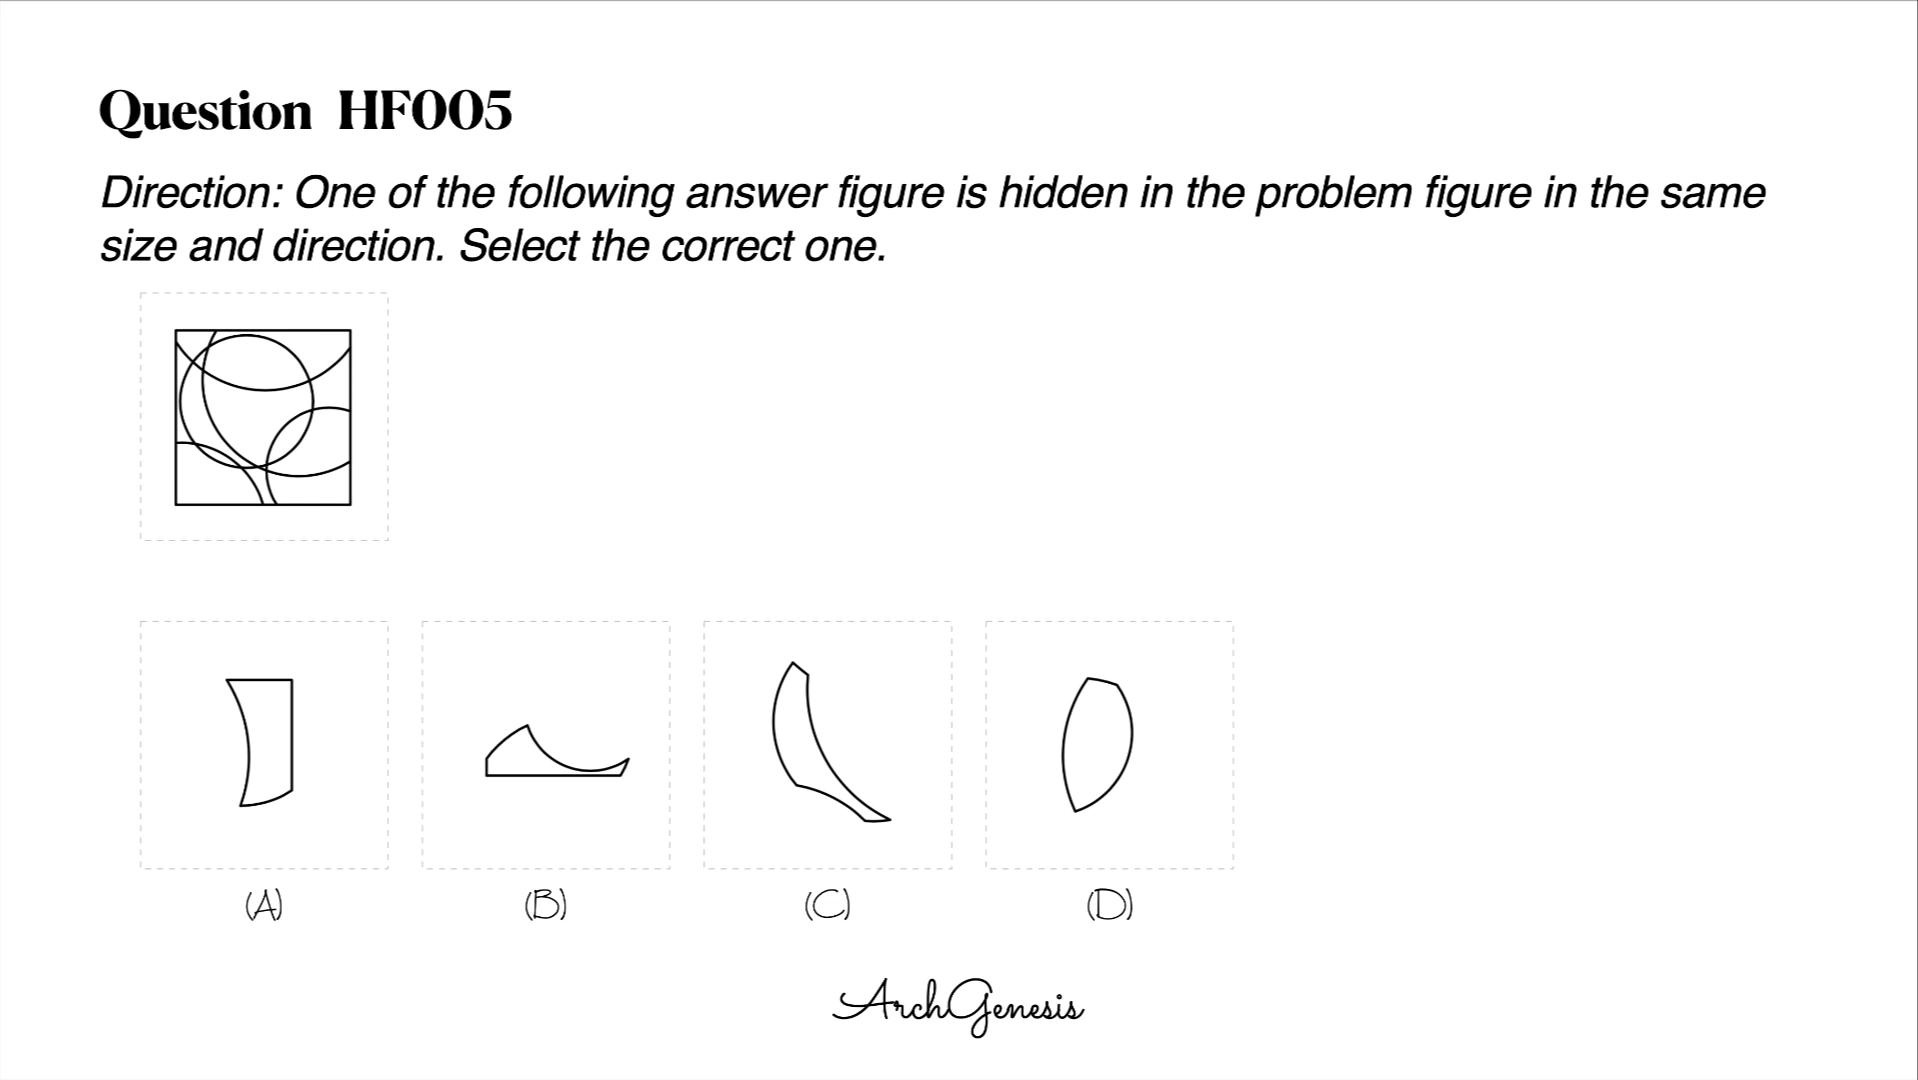 Question HF005
Direction: One of the following answer figure is hidden in the problem figure in the same
size and direction. Select the correct one.
(A) (B) (C) (D)
ArchGenesis